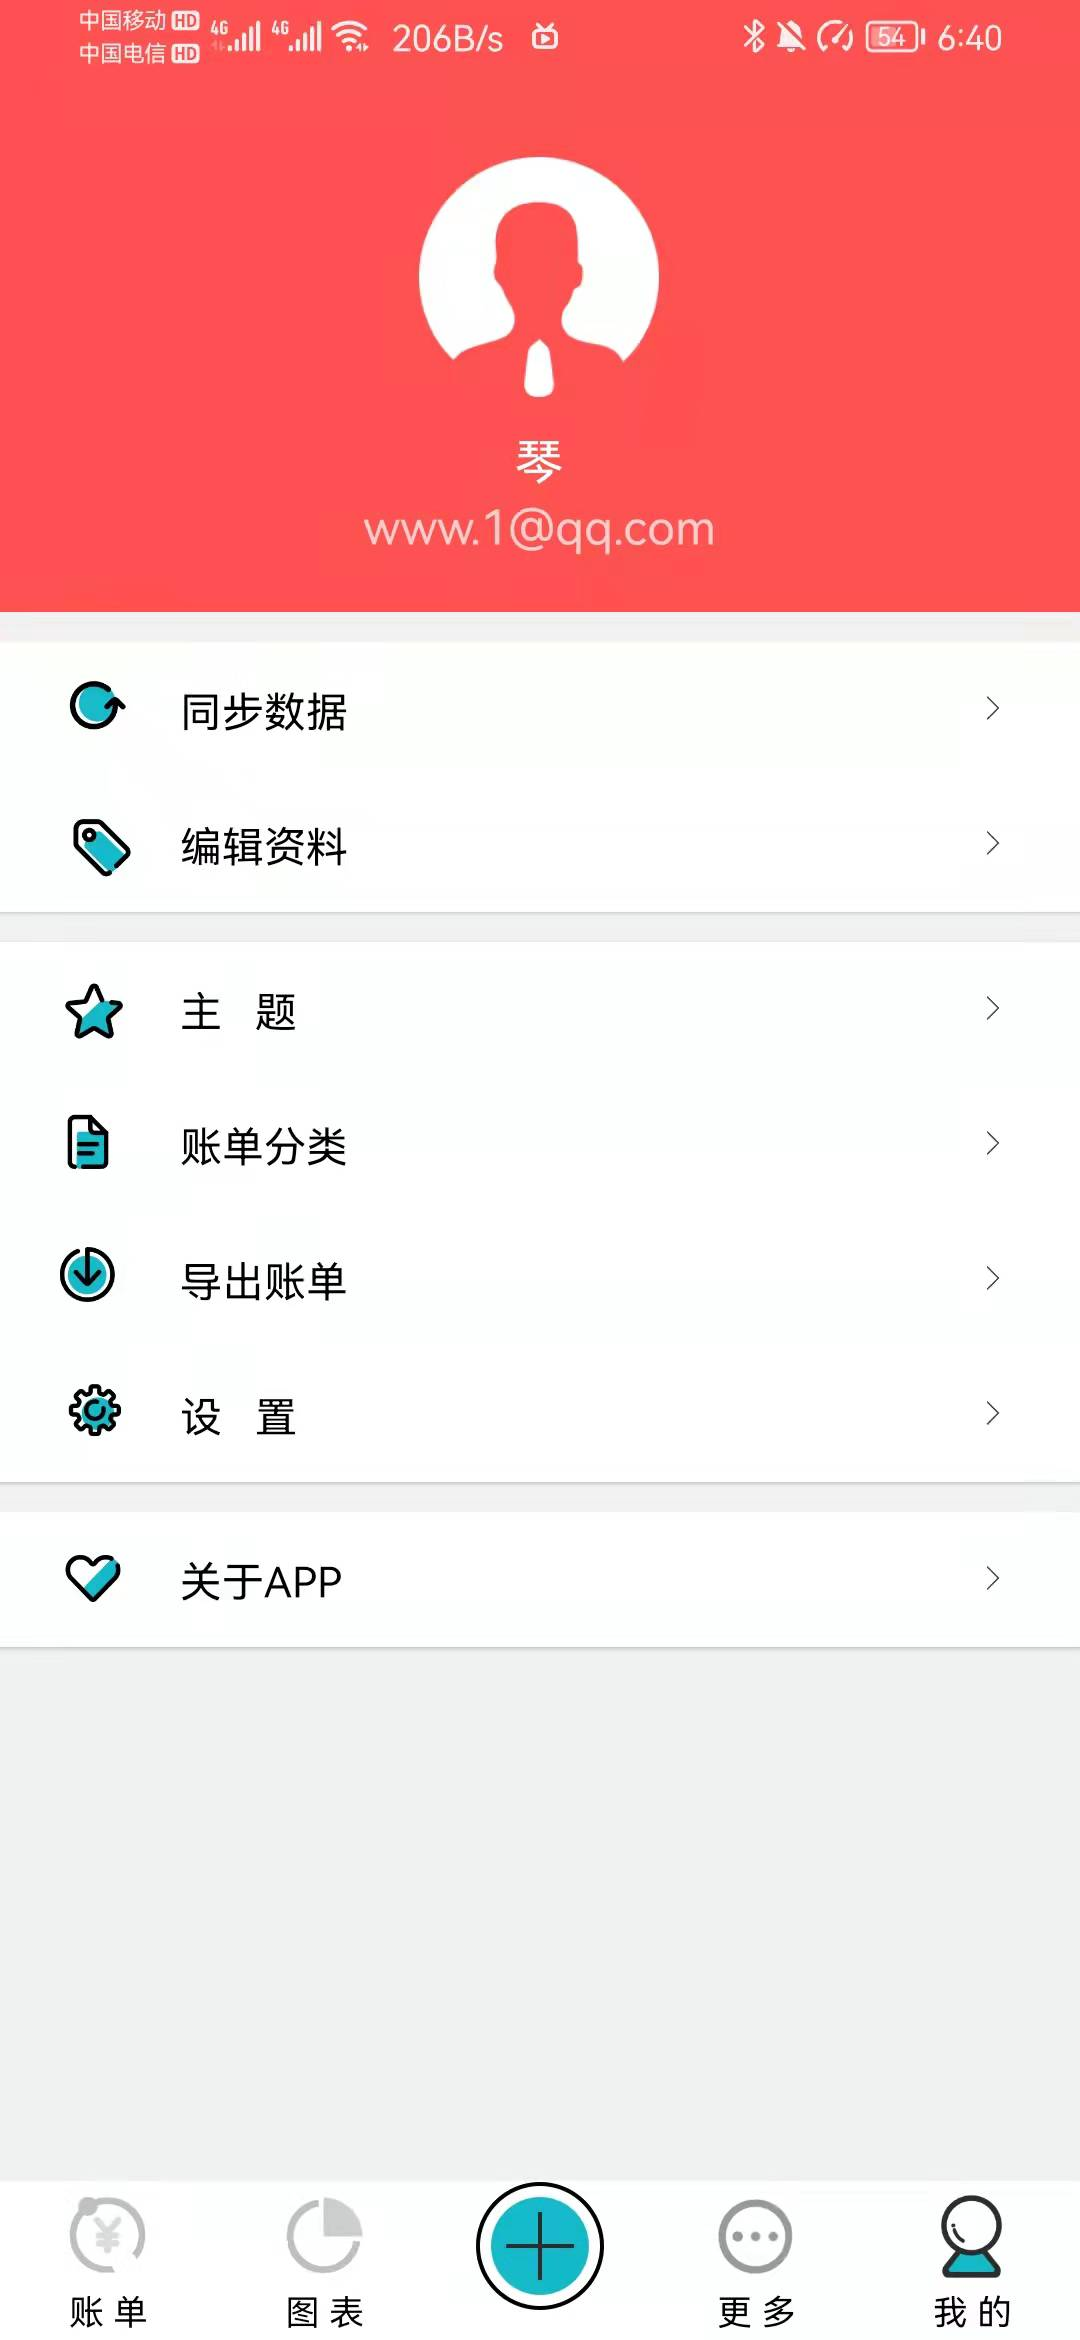 中国移动 HD 4G 4G 206B/s 54 6:40
中国电信 HD
琴
www.1@qq.com
同步数据
编辑资料
主 题
账单分类
导出账单
设 置
关于APP
账 单 图 表 更 多 我 的